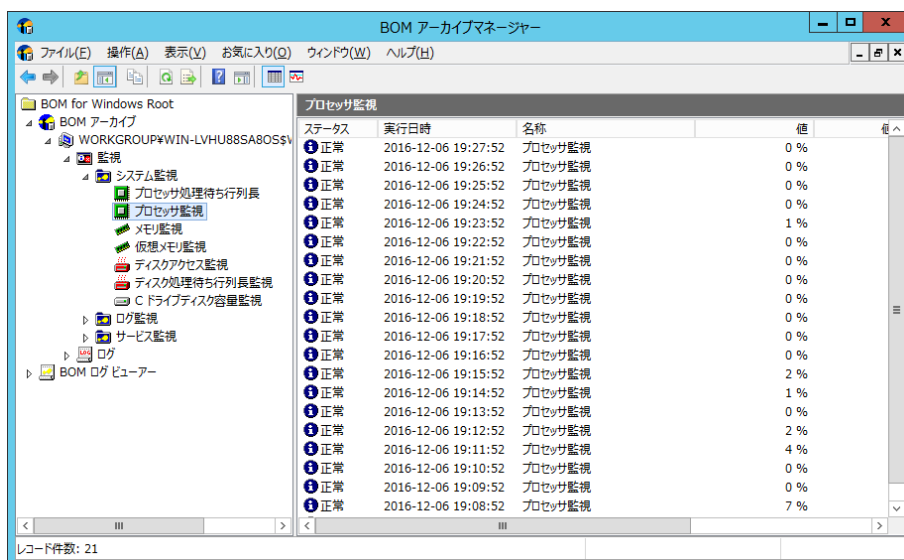 BOM アーカイブマネージャー
ファイル(F) 操作(A) 表示(V) お気に入り(O) ウィンドウ(W) ヘルプ(H)
BOM for Windows Root
BOM アーカイブ
WORKGROUP¥WIN-LVHU88SA8OS$
監視
システム監視
プロセッサ処理待ち行列長
プロセッサ監視
メモリ監視
仮想メモリ監視
ディスクアクセス監視
ディスク処理待ち行列長監視
C ドライブディスク容量監視
ログ監視
サービス監視
ログ
BOM ログ ビューアー
プロセッサ監視
ステータス 実行日時 名称 値
正常 2016-12-06 19:27:52 プロセッサ監視 0 %
正常 2016-12-06 19:26:52 プロセッサ監視 0 %
正常 2016-12-06 19:25:52 プロセッサ監視 0 %
正常 2016-12-06 19:24:52 プロセッサ監視 0 %
正常 2016-12-06 19:23:52 プロセッサ監視 1 %
正常 2016-12-06 19:22:52 プロセッサ監視 0 %
正常 2016-12-06 19:21:52 プロセッサ監視 0 %
正常 2016-12-06 19:20:52 プロセッサ監視 0 %
正常 2016-12-06 19:19:52 プロセッサ監視 0 %
正常 2016-12-06 19:18:52 プロセッサ監視 0 %
正常 2016-12-06 19:17:52 プロセッサ監視 0 %
正常 2016-12-06 19:16:52 プロセッサ監視 0 %
正常 2016-12-06 19:15:52 プロセッサ監視 2 %
正常 2016-12-06 19:14:52 プロセッサ監視 1 %
正常 2016-12-06 19:13:52 プロセッサ監視 0 %
正常 2016-12-06 19:12:52 プロセッサ監視 2 %
正常 2016-12-06 19:11:52 プロセッサ監視 4 %
正常 2016-12-06 19:10:52 プロセッサ監視 0 %
正常 2016-12-06 19:09:52 プロセッサ監視 0 %
正常 2016-12-06 19:08:52 プロセッサ監視 7 %
レコード件数: 21